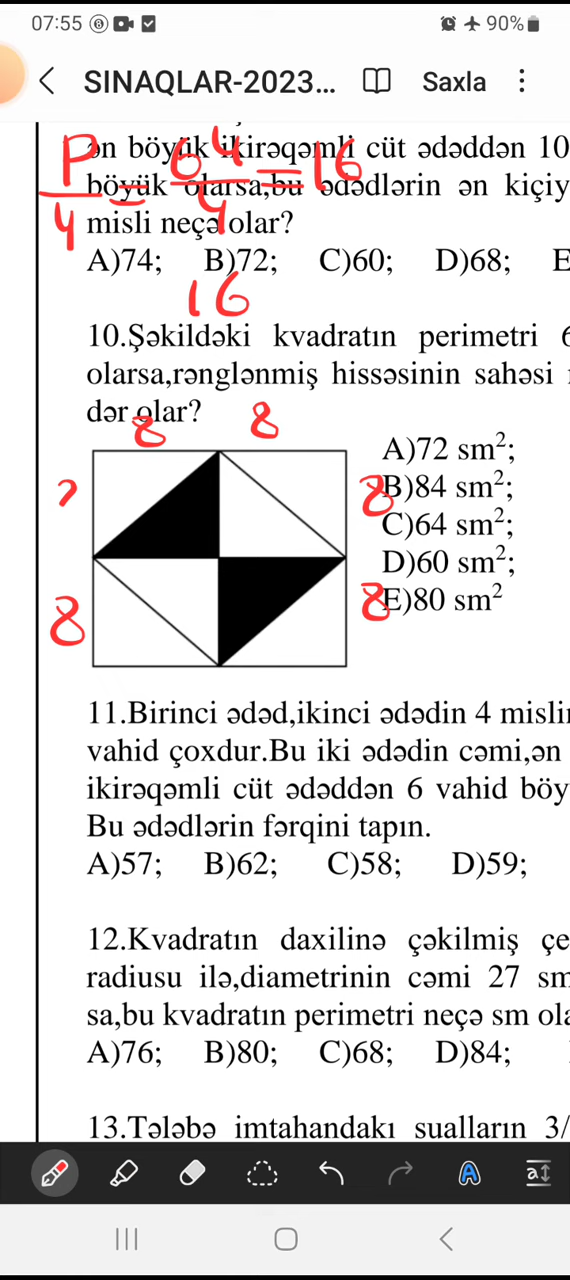 07:55 90%
SINAQLAR-2023... Saxla
ən böyük ikirəqəmli cüt ədəddən 10
böyük olarsa,bu ədədlərin ən kiçiy
misli neçə olar?
A)74; B)72; C)60; D)68; E
P/4 = 64/4 = 16
16
10.Şəkildəki kvadratın perimetri 6
olarsa,rənglənmiş hissəsinin sahəsi
dər olar?
8 8
A)72 sm²;
8 B)84 sm²;
C)64 sm²;
D)60 sm²;
8 8 E)80 sm²
11.Birinci ədəd,ikinci ədədin 4 mislin
vahid çoxdur.Bu iki ədədin cəmi,ən
ikirəqəmli cüt ədəddən 6 vahid böy
Bu ədədlərin fərqini tapın.
A)57; B)62; C)58; D)59;
12.Kvadratın daxilinə çəkilmiş çe
radiusu ilə,diametrinin cəmi 27 sm
sa,bu kvadratın perimetri neçə sm ola
A)76; B)80; C)68; D)84;
13.Tələbə imtahandakı sualların 3/
A a